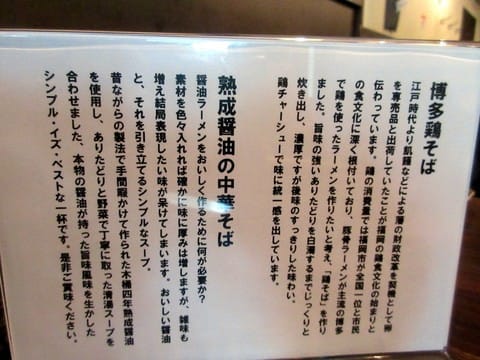 博多鶏そば
江戸時代より飢饉などによる藩の財政改革を契機として卵
を専売品と出荷していたことが福岡の鶏食文化の始まりと
伝わっています。鶏の消費量では福岡市が全国一位と市民
の食文化に深く根付いており、豚骨ラーメンが主流の博多
で鶏を使ったラーメンを作りたいと考え、「鶏そば」を作り
ました。旨味の強いありたどりを白濁するまでじっくりと
炊き出し、濃厚ですが後味のすっきりした味わい。
鶏チャーシューで味に統一感を出しています。
熟成醤油の中華そば
醤油ラーメンをおいしく作るために何が必要か?
素材を色々入れれば確かに味に厚みは増しますが、雑味も
増え結局表現したい味が呆けてしまいます。おいしい醤油
と、それを引き立てるシンプルなスープ。
昔ながらの製法で手間暇かけて作られた木桶四年熟成醤油
を使用し、ありたどりと野菜で丁寧に取った清湯スープを
合わせました、本物の醤油が持った旨味風味を生かした
シンプル・イズ・ベストな一杯です。是非ご賞味ください。